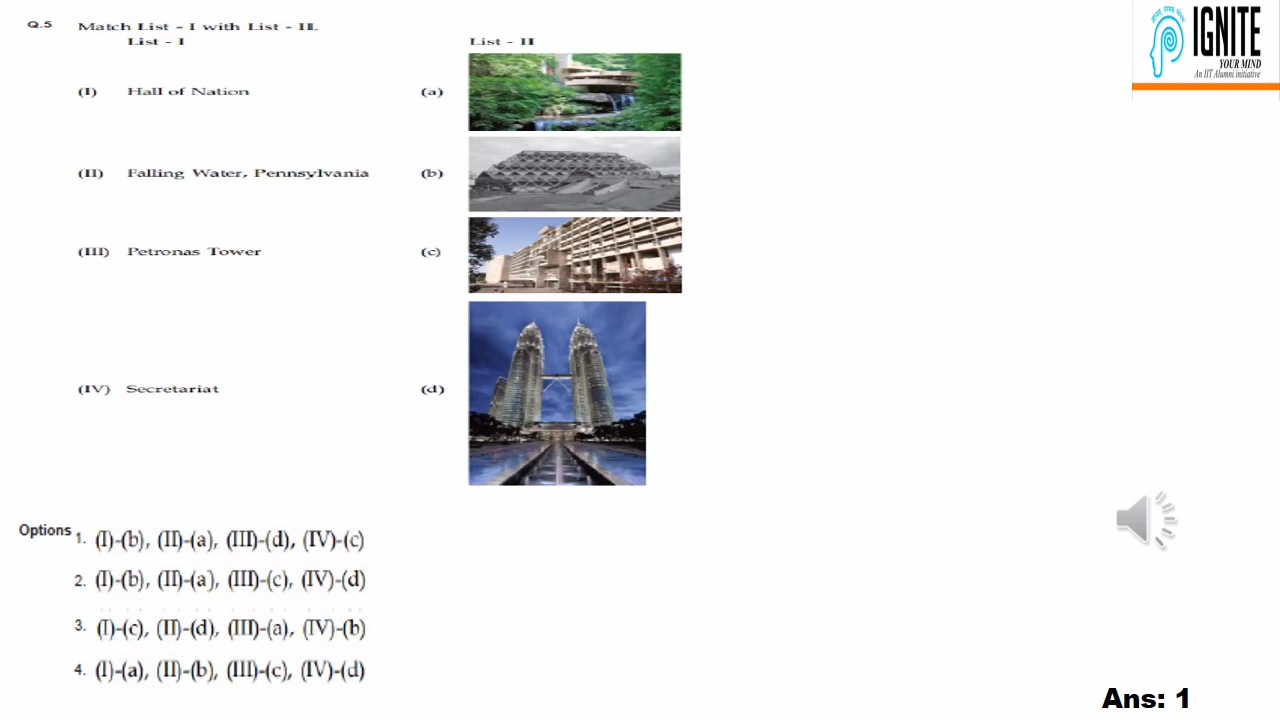 Q.5 Match List - I with List - II.
List - I List - II
(I) Hall of Nation (a)
(II) Falling Water, Pennsylvania (b)
(III) Petronas Tower (c)
(IV) Secretariat (d)
Options 1. (I)-(b), (II)-(a), (III)-(d), (IV)-(c)
2. (I)-(b), (II)-(a), (III)-(c), (IV)-(d)
3. (I)-(c), (II)-(d), (III)-(a), (IV)-(b)
4. (I)-(a), (II)-(b), (III)-(c), (IV)-(d)
IGNITE
YOUR MIND
An IIT Alumni initiative
Ans: 1